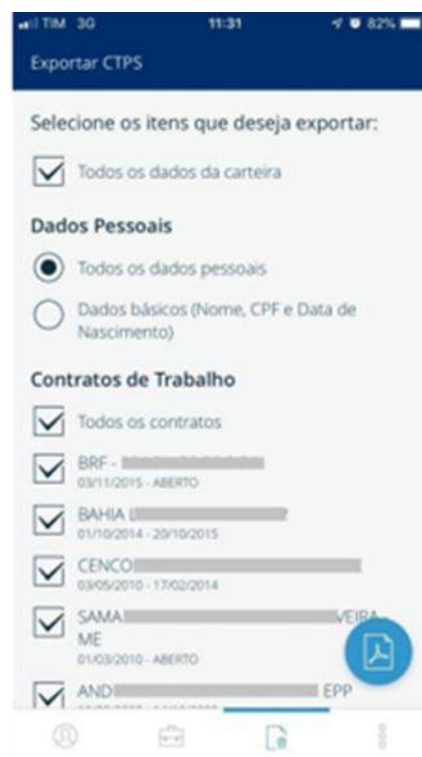 TIM 3G 11:31 82%
Exportar CTPS
Selecione os itens que deseja exportar:
Todos os dados da carteira
Dados Pessoais
Todos os dados pessoais
Dados básicos (Nome, CPF e Data de
Nascimento)
Contratos de Trabalho
Todos os contratos
BRF -
03/11/2015 - ABERTO
BAHIA
01/10/2014 - 20/10/2015
CENCO
03/05/2010 - 17/02/2014
SAMA VEIRA -
ME
01/03/2010 - ABERTO
AND EPP